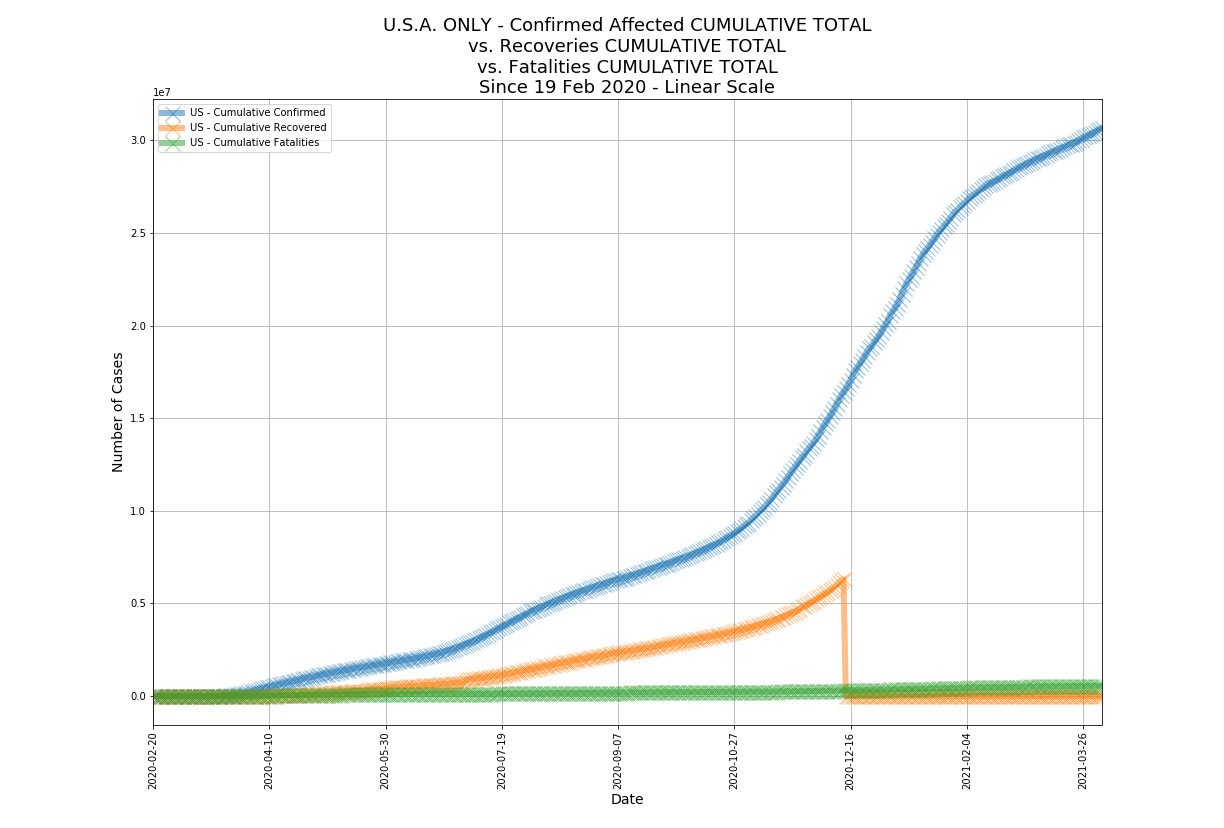 U.S.A. ONLY - Confirmed Affected CUMULATIVE TOTAL
vs. Recoveries CUMULATIVE TOTAL
vs. Fatalities CUMULATIVE TOTAL
Since 19 Feb 2020 - Linear Scale
1e7
US - Cumulative Confirmed
US - Cumulative Recovered
US - Cumulative Fatalities
3.0
2.5
2.0
1.5
1.0
0.5
0.0
Number of Cases
2020-02-20
2020-04-10
2020-05-30
2020-07-19
2020-09-07
2020-10-27
2020-12-16
2021-02-04
2021-03-26
Date